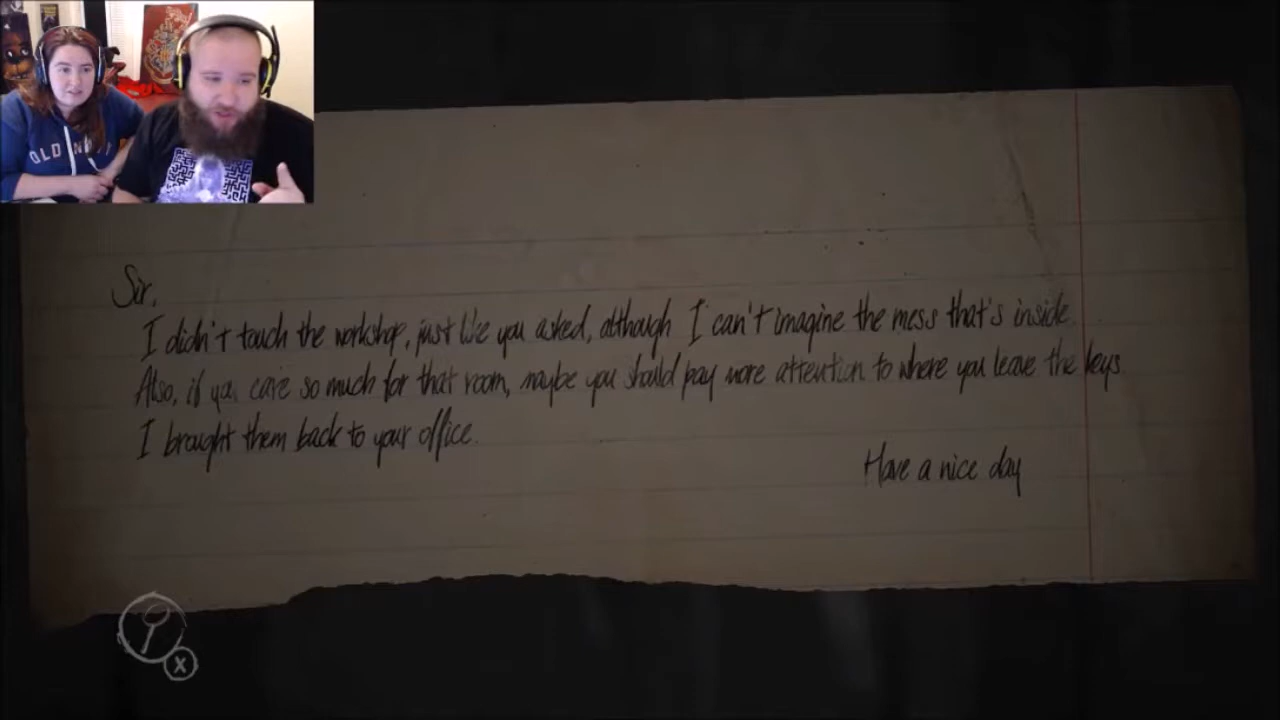 OLD NAVY
Sir,
I didn't touch the workshop, just like you asked, although I can't imagine the mess that's inside.
Also, if you care so much for that room, maybe you should pay more attention to where you leave the keys.
I brought them back to your office.
Have a nice day
X